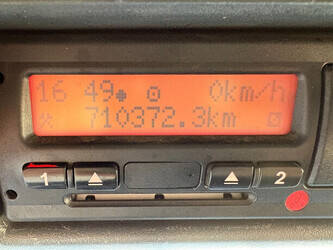 16 49● ⊙ 0km/h
⚒ 710372.3km
1 2